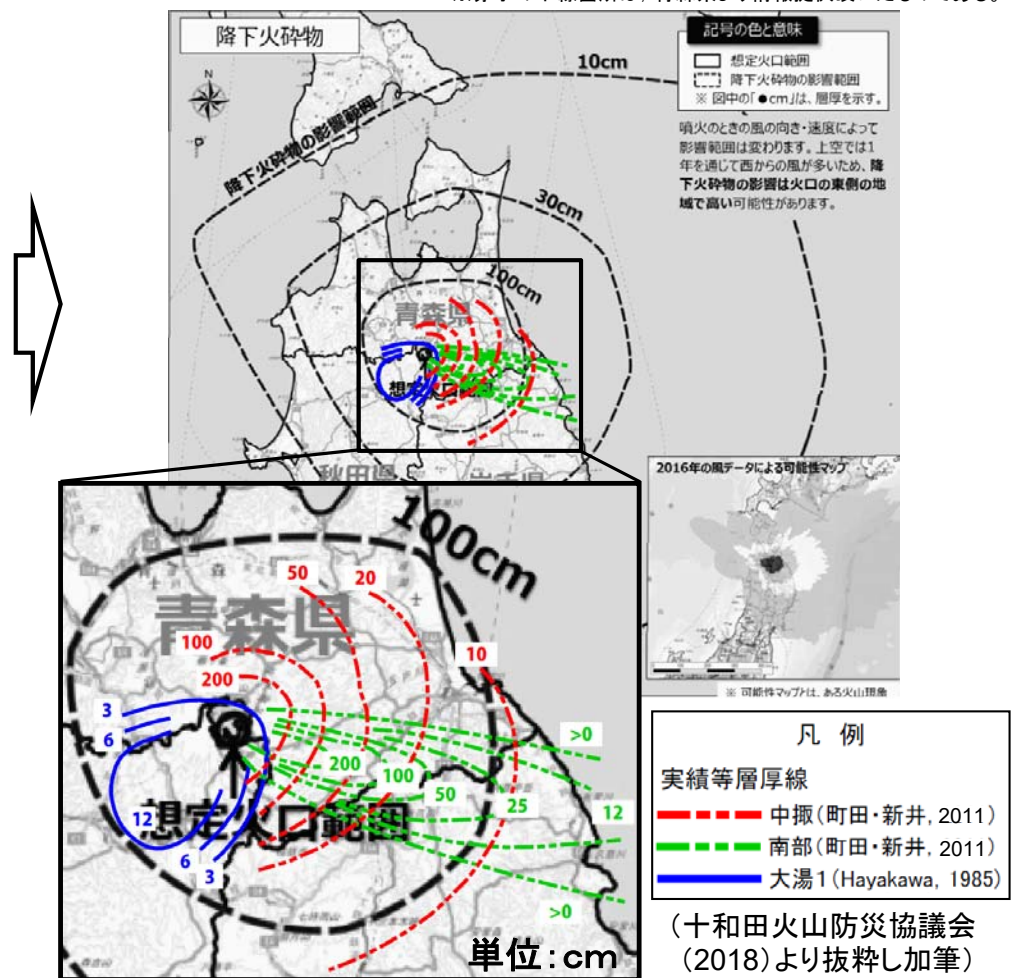 降下火砕物
N
記号の色と意味
想定火口範囲
降下火砕物の影響範囲
※ 図中の「●cm」は、層厚を示す。
噴火のときの風の向き・速度によって
影響範囲は変わります。上空では1
年を通じて西からの風が多いため、降
下火砕物の影響は火口の東側の地
域で高い可能性があります。
10cm
降下火砕物の影響範囲
30cm
100cm
青森県
想定火口範囲
秋田県
岩手県
2016年の風データによる可能性マップ
※ 可能性マップとは、ある火山現象
100cm
青森県
50
20
10
100
200
3
6
12
6
3
200
100
50
25
>0
12
>0
想定火口範囲
単位:cm
凡 例
実績等層厚線
中掫(町田・新井, 2011)
南部(町田・新井, 2011)
大湯1(Hayakawa, 1985)
(十和田火山防災協議会
(2018)より抜粋し加筆)